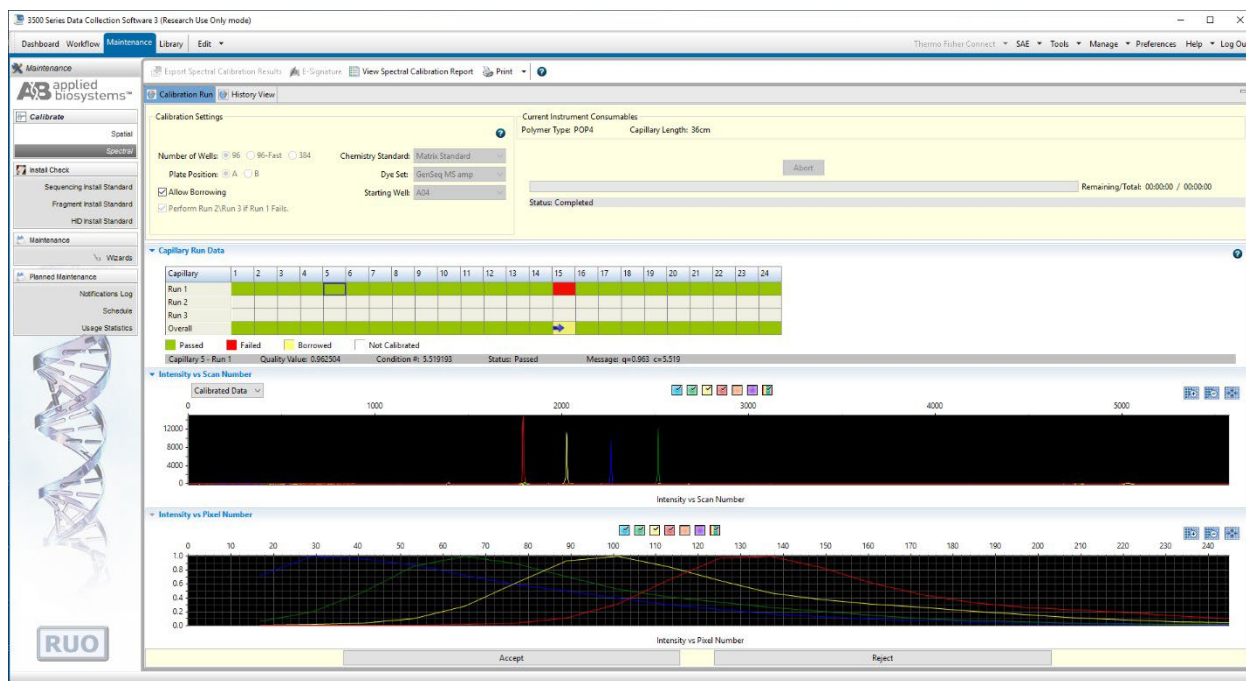 3500 Series Data Collection Software 3 (Research Use Only mode)
Dashboard Workflow Maintenance Library Edit
Thermo Fisher Connect SAE Tools Manage Preferences Help Log Ou
Maintenance
Export Spectral Calibration Results E-Signature View Spectral Calibration Report Print
AB applied biosystems™
Calibration Run History View
Calibrate
Spatial
Spectral
Install Check
Sequencing Install Standard
Fragment Install Standard
HID Install Standard
Maintenance
Wizards
Planned Maintenance
Notifications Log
Schedule
Usage Statistics
RUO
Calibration Settings
Number of Wells: 96 96-Fast 384 Chemistry Standard: Matrix Standard
Plate Position: A B Dye Set: GenSeq MS amp
Allow Borrowing Starting Well: A04
Perform Run 2\Run 3 if Run 1 Fails.
Current Instrument Consumables
Polymer Type: POP4 Capillary Length: 36cm
Abort
Remaining/Total: 00:00:00 / 00:00:00
Status: Completed
Capillary Run Data
Capillary 1 2 3 4 5 6 7 8 9 10 11 12 13 14 15 16 17 18 19 20 21 22 23 24
Run 1
Run 2
Run 3
Overall
Passed Failed Borrowed Not Calibrated
Capillary 5 - Run 1 Quality Value: 0.962504 Condition #: 5.519193 Status: Passed Message: q=0.963 c=5.519
Intensity vs Scan Number
Calibrated Data
0 1000 2000 3000 4000 5000
12000
8000
4000
0
Intensity vs Scan Number
Intensity vs Pixel Number
0 10 20 30 40 50 60 70 80 90 100 110 120 130 140 150 160 170 180 190 200 210 220 230 240
1.0
0.8
0.6
0.4
0.2
0.0
Intensity vs Pixel Number
Accept Reject